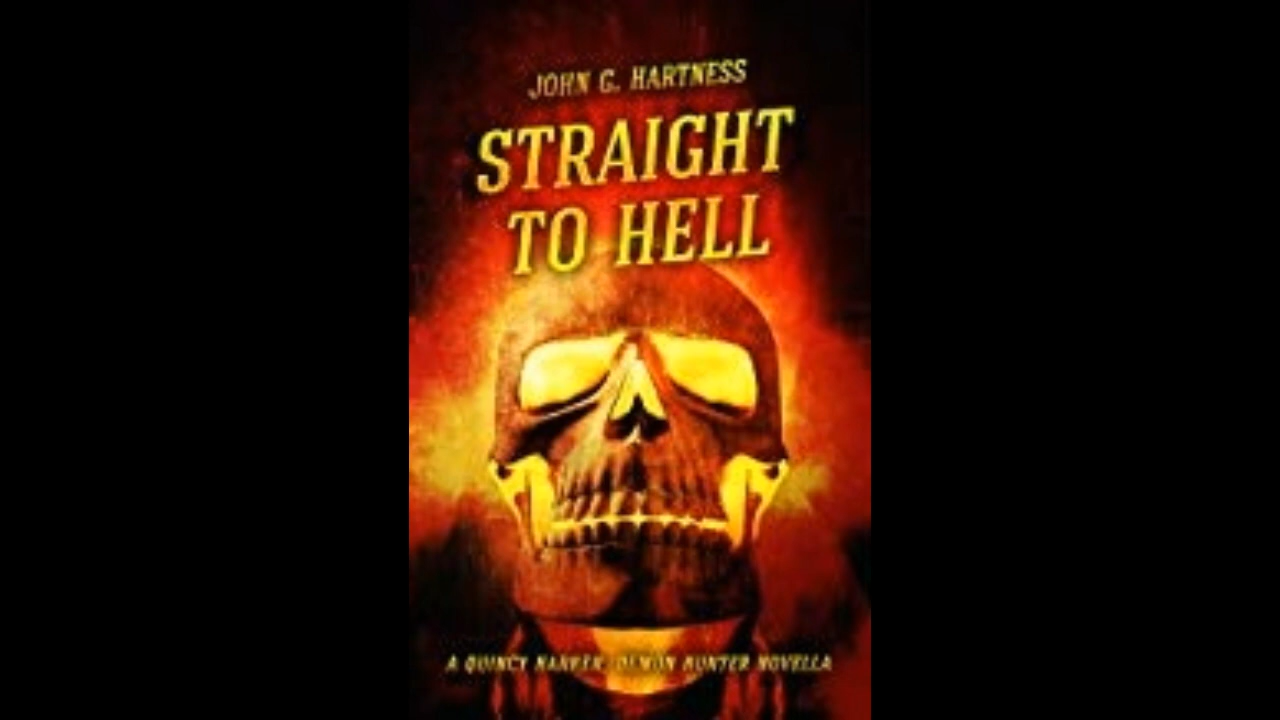 JOHN G. HARTNESS
STRAIGHT
TO HELL
A QUINCY HARKER, DEMON HUNTER NOVELLA